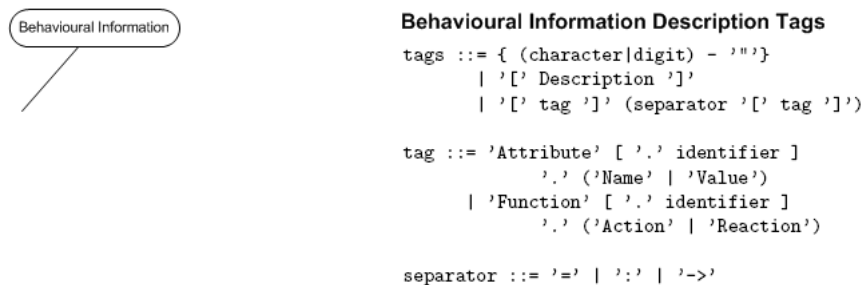 Behavioural Information
Behavioural Information Description Tags
tags ::= { (character|digit) - '"'}
| '[' Description ']'
| '[' tag ']' (separator '[' tag ']')
tag ::= 'Attribute' [ '.' identifier ]
'.' ('Name' | 'Value')
| 'Function' [ '.' identifier ]
'.' ('Action' | 'Reaction')
separator ::= '=' | ':' | '->'